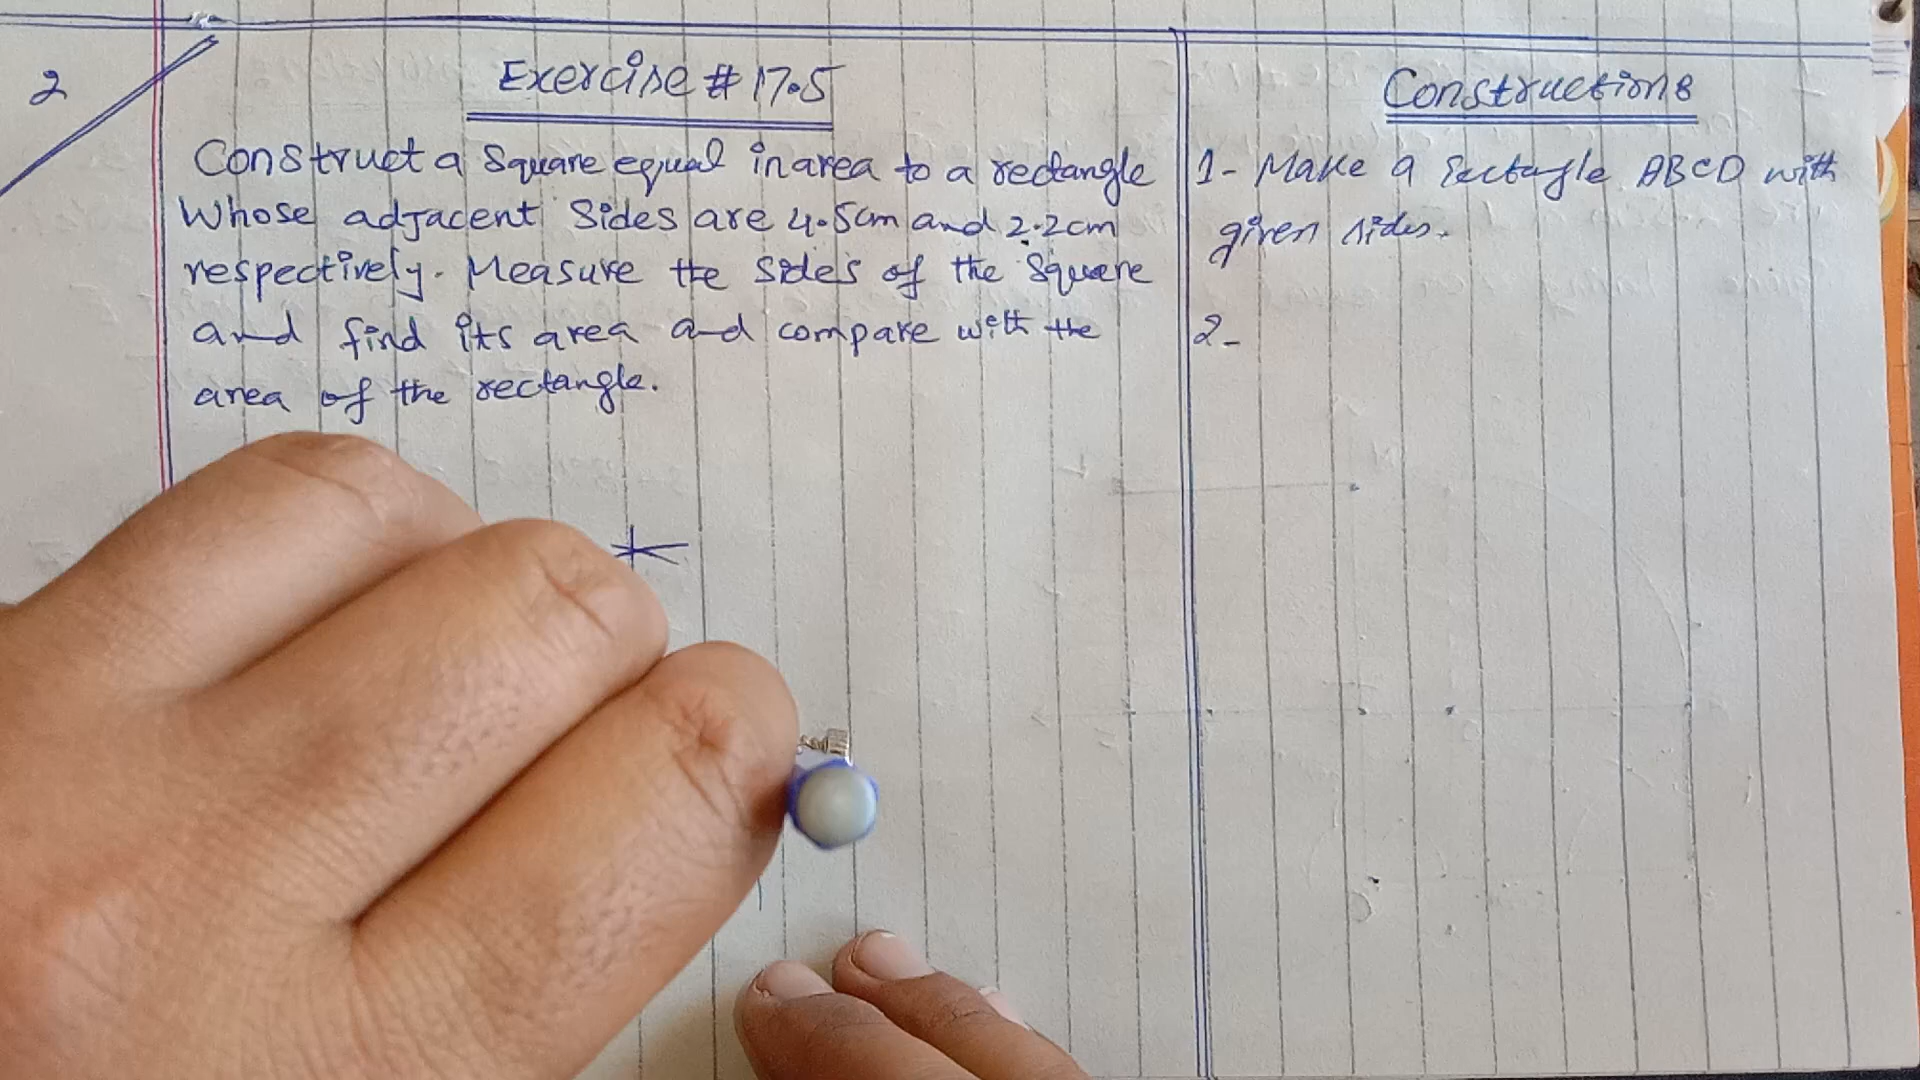 2
Exercise # 17.5
Construct a Square equal in area to a rectangle
Whose adjacent Sides are 4.5cm and 2.2cm
respectively. Measure the Sides of the Square
and find its area and compare with the
area of the rectangle.
Constructions
1- Make a rectangle ABCD with
given sides.
2-